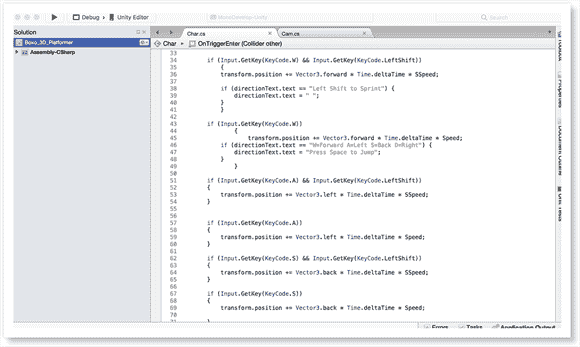 Debug
Unity Editor
MonoDevelop-Unity
Search
Solution
Char.cs
Cam.cs
Boxo_3D_Platformer
Assembly-CSharp
Char
OnTriggerEnter (Collider other)
33
34 if (Input.GetKey(KeyCode.W) && Input.GetKey(KeyCode.LeftShift))
35 {
36 transform.position += Vector3.forward * Time.deltaTime * SSpeed;
37
38 if (directionText.text == "Left Shift to Sprint") {
39 directionText.text = " ";
40 }
41 }
42
43 if (Input.GetKey(KeyCode.W))
44 {
45 transform.position += Vector3.forward * Time.deltaTime * Speed;
46 if (directionText.text == "W=Forward A=Left S=Back D=Right") {
47 directionText.text = "Press Space to Jump";
48 }
49 }
50
51 if (Input.GetKey(KeyCode.A) && Input.GetKey(KeyCode.LeftShift))
52 {
53 transform.position += Vector3.left * Time.deltaTime * SSpeed;
54 }
55
56
57 if (Input.GetKey(KeyCode.A))
58 {
59 transform.position += Vector3.left * Time.deltaTime * Speed;
60 }
61
62 if (Input.GetKey(KeyCode.S) && Input.GetKey(KeyCode.LeftShift))
63 {
64 transform.position += Vector3.back * Time.deltaTime * SSpeed;
65 }
66
67 if (Input.GetKey(KeyCode.S))
68 {
69 transform.position += Vector3.back * Time.deltaTime * Speed;
70
71 }
Errors
Tasks
Application Output